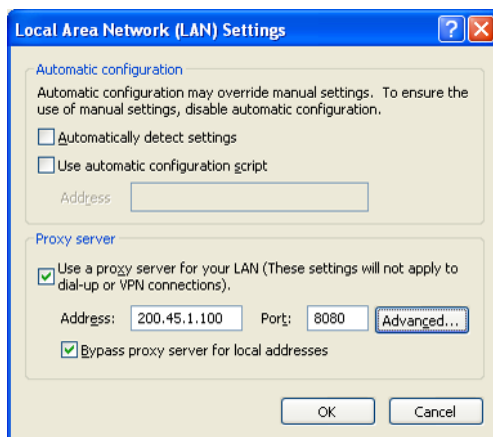 Local Area Network (LAN) Settings
Automatic configuration
Automatic configuration may override manual settings. To ensure the
use of manual settings, disable automatic configuration.
Automatically detect settings
Use automatic configuration script
Address
Proxy server
Use a proxy server for your LAN (These settings will not apply to
dial-up or VPN connections).
Address: 200.45.1.100 Port: 8080 Advanced...
Bypass proxy server for local addresses
OK Cancel